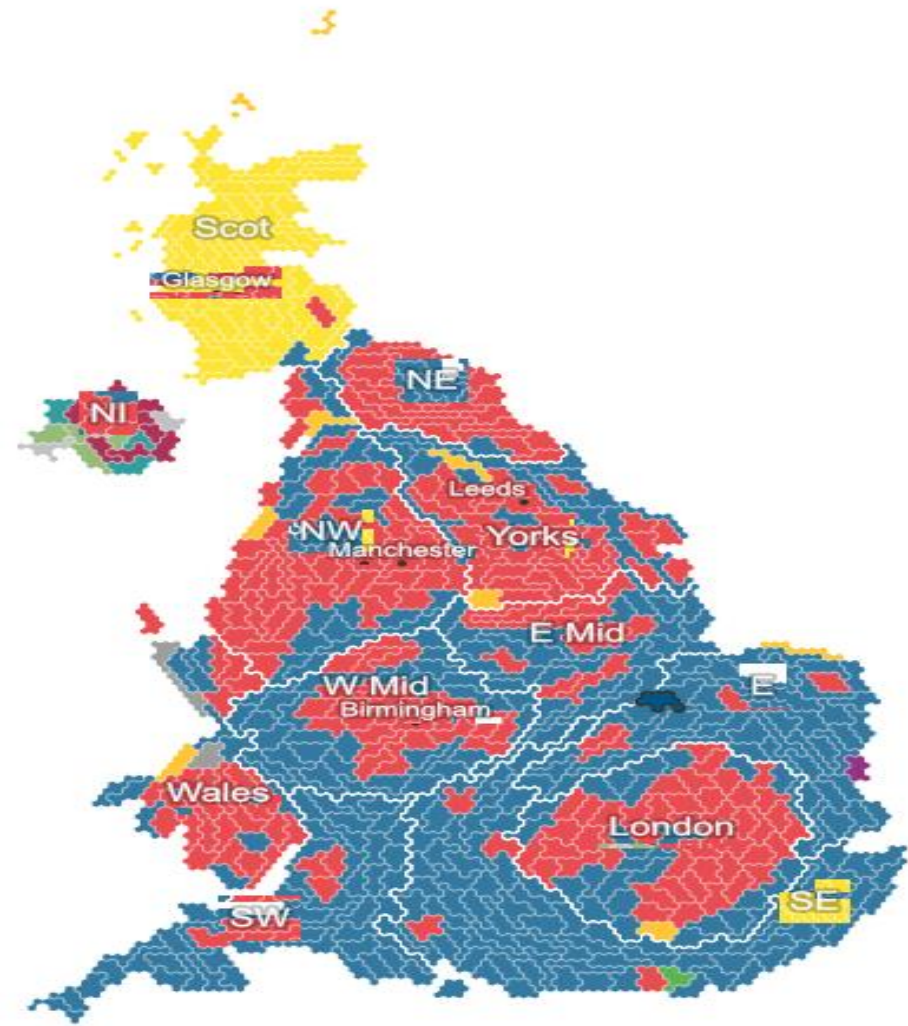 Scot
Glasgow
NE
NI
Leeds
NW
Yorks
Manchester
E Mid
W Mid
E
Birmingham
Wales
London
SE
SW